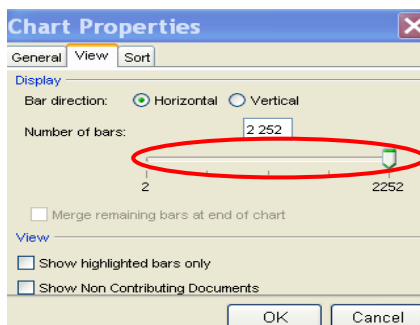 Chart Properties
General View Sort
Display
Bar direction: Horizontal Vertical
Number of bars: 2 252
2 2252
Merge remaining bars at end of chart
View
Show highlighted bars only
Show Non Contributing Documents
OK Cancel